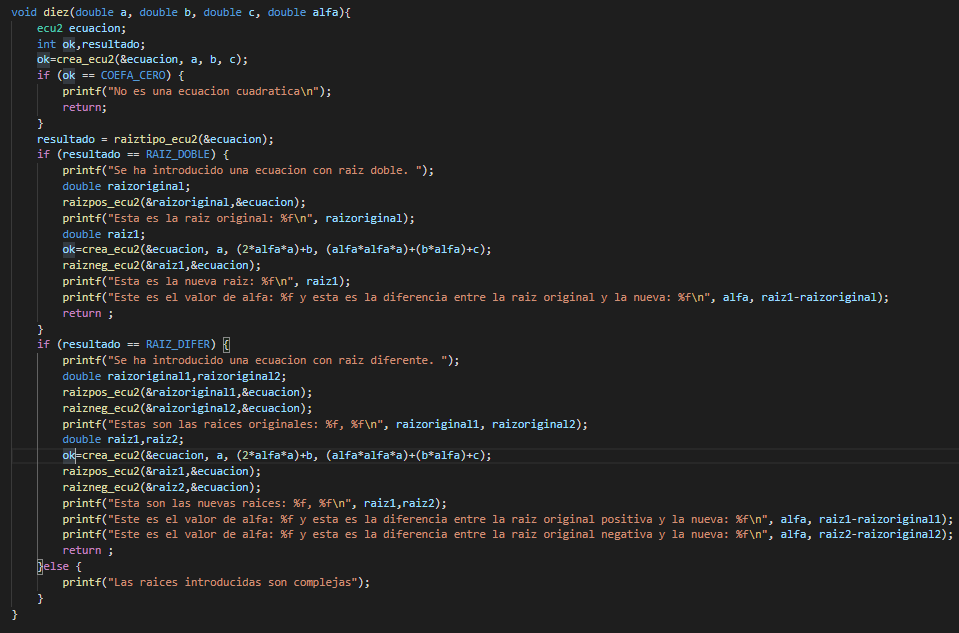 void diez(double a, double b, double c, double alfa){
    ecu2 ecuacion;
    int ok,resultado;
    ok=crea_ecu2(&ecuacion, a, b, c);
    if (ok == COEFA_CERO) {
        printf("No es una ecuacion cuadratica\n");
        return;
    }
    resultado = raiztipo_ecu2(&ecuacion);
    if (resultado == RAIZ_DOBLE) {
        printf("Se ha introducido una ecuacion con raiz doble. ");
        double raizoriginal;
        raizpos_ecu2(&raizoriginal,&ecuacion);
        printf("Esta es la raiz original: %f\n", raizoriginal);
        double raiz1;
        ok=crea_ecu2(&ecuacion, a, (2*alfa*a)+b, (alfa*alfa*a)+(b*alfa)+c);
        raizneg_ecu2(&raiz1,&ecuacion);
        printf("Esta es la nueva raiz: %f\n", raiz1);
        printf("Este es el valor de alfa: %f y esta es la diferencia entre la raiz original y la nueva: %f\n", alfa, raiz1-raizoriginal);
        return ;
    }
    if (resultado == RAIZ_DIFER) {
        printf("Se ha introducido una ecuacion con raiz diferente. ");
        double raizoriginal1,raizoriginal2;
        raizpos_ecu2(&raizoriginal1,&ecuacion);
        raizneg_ecu2(&raizoriginal2,&ecuacion);
        printf("Estas son las raices originales: %f, %f\n", raizoriginal1, raizoriginal2);
        double raiz1,raiz2;
        ok=crea_ecu2(&ecuacion, a, (2*alfa*a)+b, (alfa*alfa*a)+(b*alfa)+c);
        raizpos_ecu2(&raiz1,&ecuacion);
        raizneg_ecu2(&raiz2,&ecuacion);
        printf("Esta son las nuevas raices: %f, %f\n", raiz1,raiz2);
        printf("Este es el valor de alfa: %f y esta es la diferencia entre la raiz original positiva y la nueva: %f\n", alfa, raiz1-raizoriginal1);
        printf("Este es el valor de alfa: %f y esta es la diferencia entre la raiz original negativa y la nueva: %f\n", alfa, raiz2-raizoriginal2);
        return ;
    }else {
        printf("Las raices introducidas son complejas");
    }
}